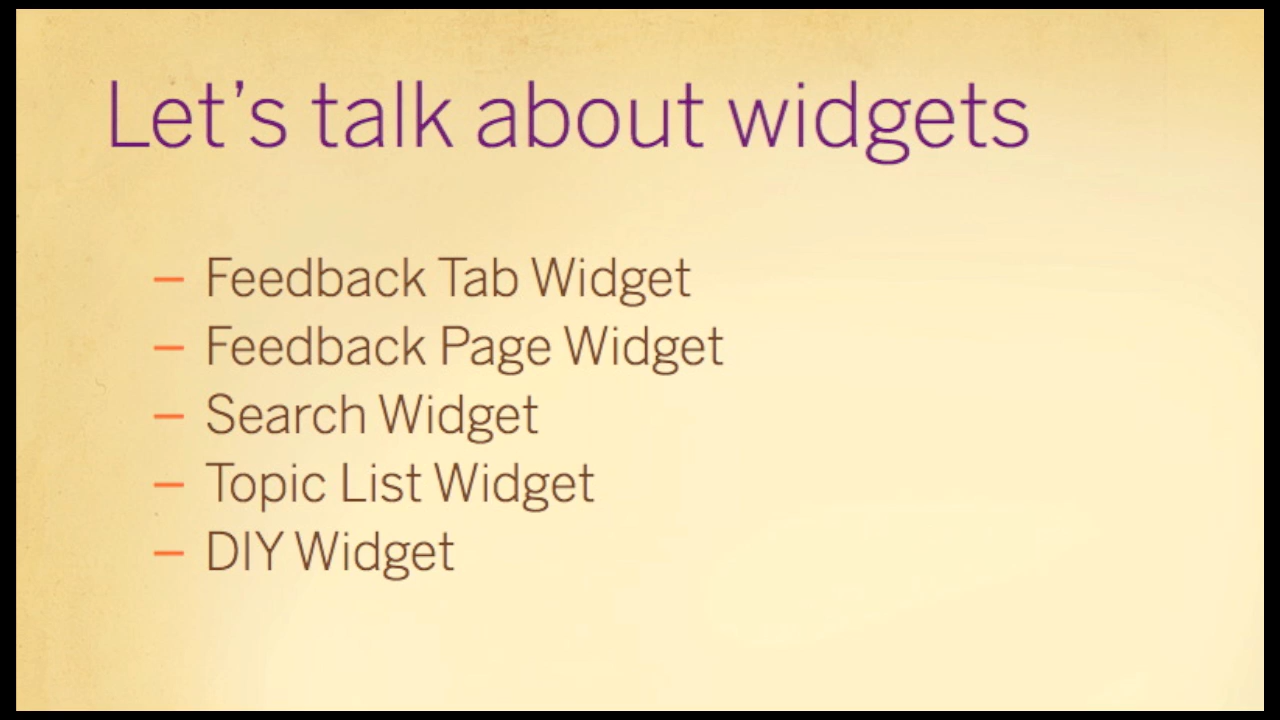 Let’s talk about widgets
– Feedback Tab Widget
– Feedback Page Widget
– Search Widget
– Topic List Widget
– DIY Widget